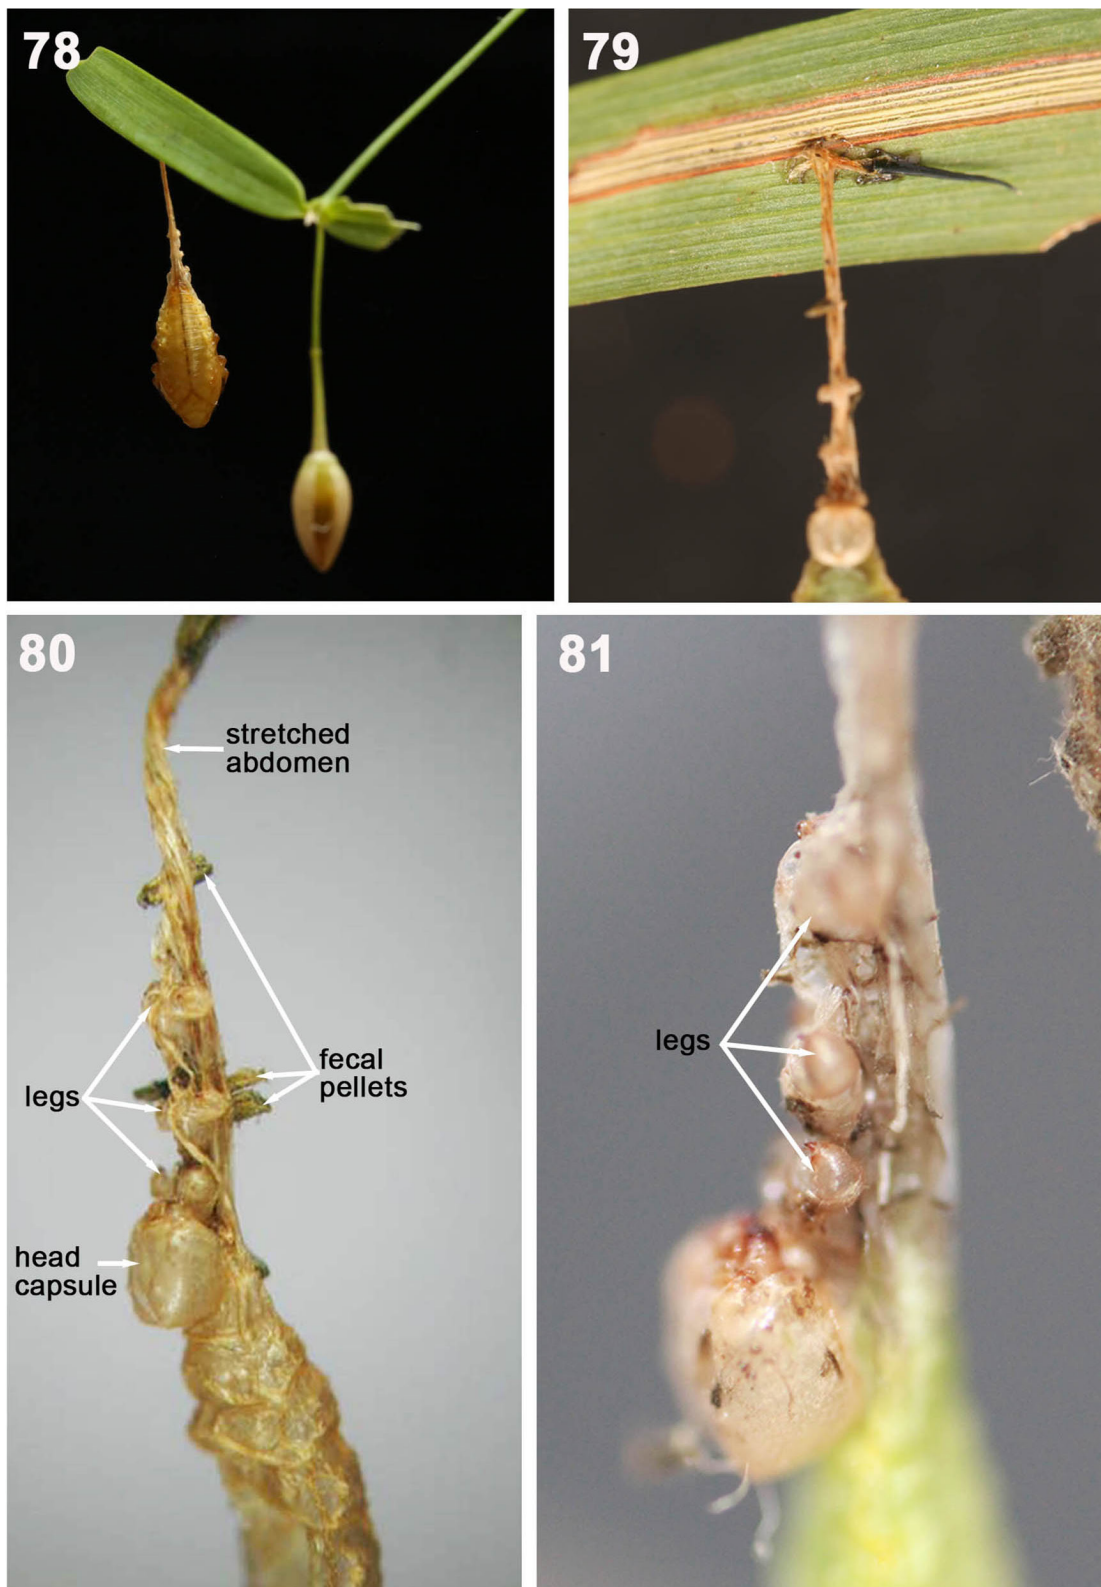 78
79
80
stretched
abdomen
legs
fecal
pellets
head
capsule
81
legs